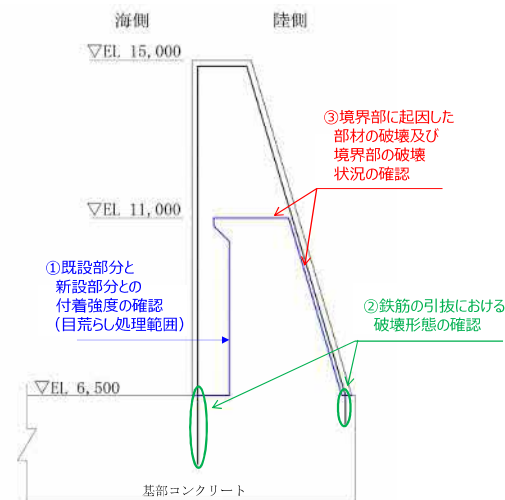 海側
陸側
▽EL 15,000
③境界部に起因した
部材の破壊及び
境界部の破壊
状況の確認
▽EL 11,000
①既設部分と
新設部分との
付着強度の確認
(目荒らし処理範囲)
②鉄筋の引抜における
破壊形態の確認
▽EL 6,500
基部コンクリート